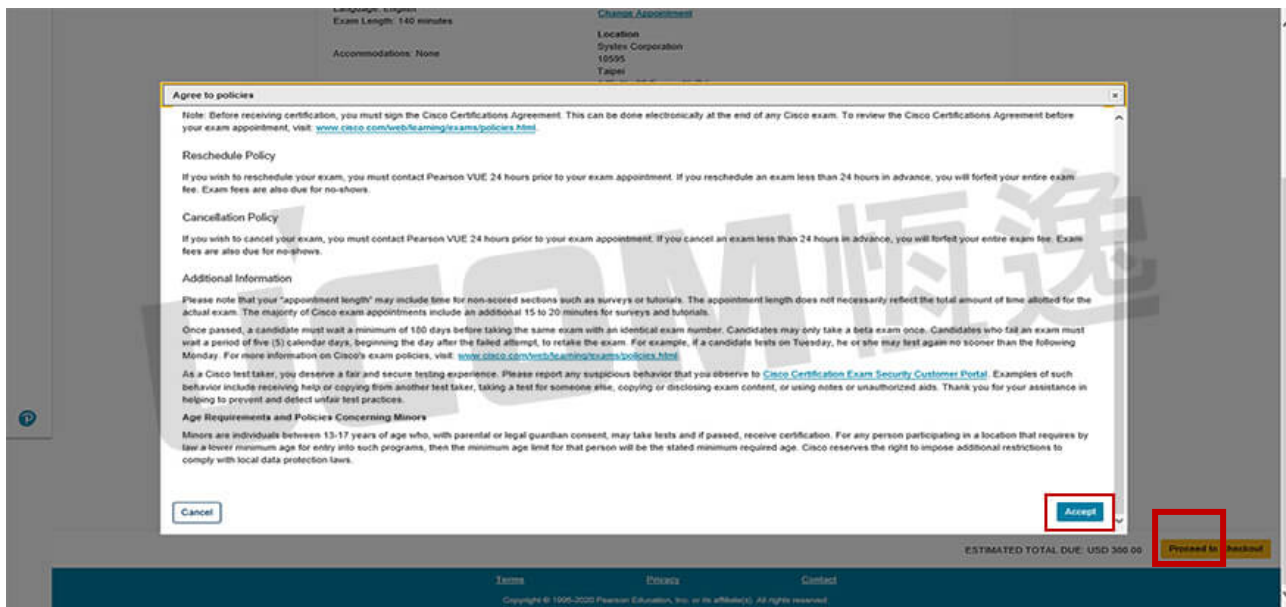 Language: English
Exam Length: 140 minutes
Accommodations: None
Change Appointment
Location
Systex Corporation
10595
Taipei
Agree to policies
Note: Before receiving certification, you must sign the Cisco Certifications Agreement. This can be done electronically at the end of any Cisco exam. To review the Cisco Certifications Agreement before
your exam appointment, visit: www.cisco.com/web/learning/exams/policies.html.
Reschedule Policy
If you wish to reschedule your exam, you must contact Pearson VUE 24 hours prior to your exam appointment. If you reschedule an exam less than 24 hours in advance, you will forfeit your entire exam
fee. Exam fees are also due for no-shows.
Cancellation Policy
If you wish to cancel your exam, you must contact Pearson VUE 24 hours prior to your exam appointment. If you cancel an exam less than 24 hours in advance, you will forfeit your entire exam fee. Exam
fees are also due for no-shows.
Additional Information
Please note that your "appointment length" may include time for non-scored sections such as surveys or tutorials. The appointment length does not necessarily reflect the total amount of time allotted for the
actual exam. The majority of Cisco exam appointments include an additional 15 to 20 minutes for surveys and tutorials.
Once passed, a candidate must wait a minimum of 180 days before taking the same exam with an identical exam number. Candidates may only take a beta exam once. Candidates who fail an exam must
wait a period of five (5) calendar days, beginning the day after the failed attempt, to retake the exam. For example, if a candidate tests on Tuesday, he or she may test again no sooner than the following
Monday. For more information on Cisco's exam policies, visit: www.cisco.com/web/learning/exams/policies.html.
As a Cisco test taker, you deserve a fair and secure testing experience. Please report any suspicious behavior that you observe to Cisco Certification Exam Security Customer Portal. Examples of such
behavior include receiving help or copying from another test taker, taking a test for someone else, copying or disclosing exam content, or using notes or unauthorized aids. Thank you for your assistance in
helping to prevent and detect unfair test practices.
Age Requirements and Policies Concerning Minors
Minors are individuals between 13-17 years of age who, with parental or legal guardian consent, may take tests and if passed, receive certification. For any person participating in a location that requires by
law a lower minimum age for entry into such programs, then the minimum age limit for that person will be the stated minimum required age. Cisco reserves the right to impose additional restrictions to
comply with local data protection laws.
U'COM恆逸
Cancel
Accept
ESTIMATED TOTAL DUE: USD 300.00
Proceed to Checkout
Terms
Privacy
Contact
Copyright © 1996-2020 Pearson Education, Inc. or its affiliate(s). All rights reserved.